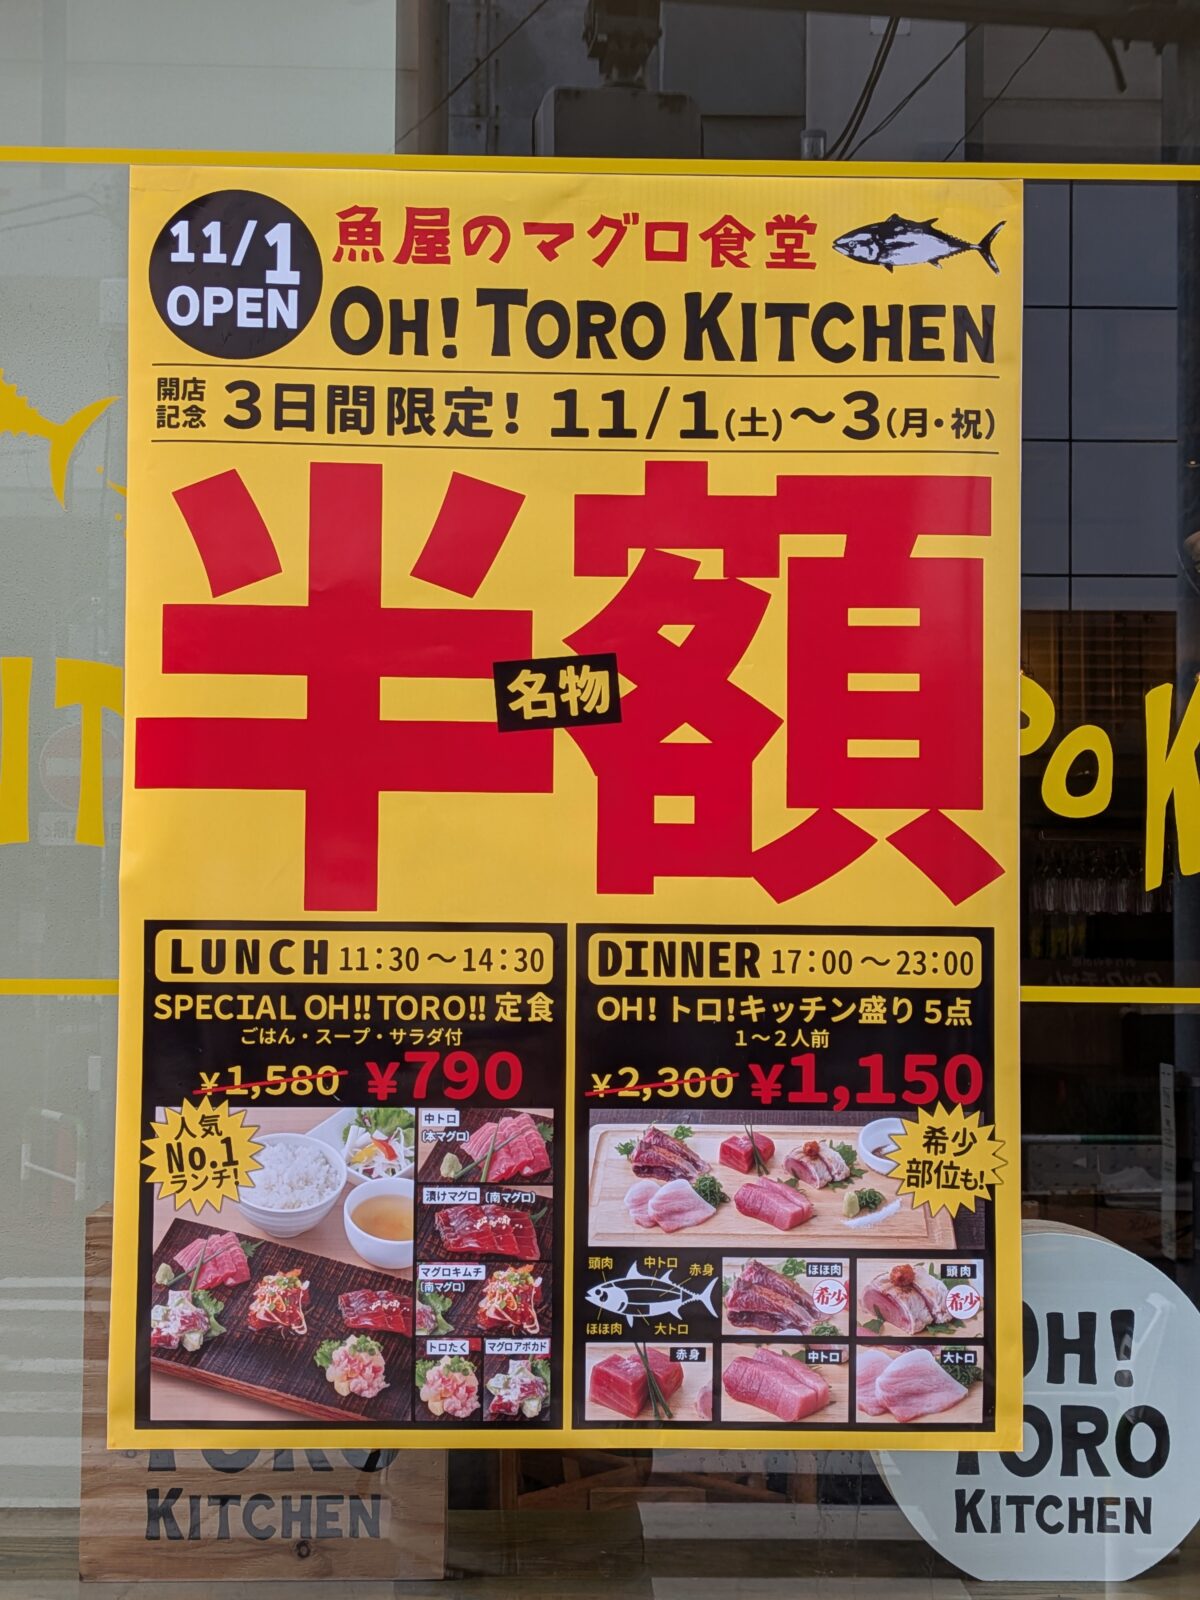 11/1
OPEN
魚屋のマグロ食堂
OH! TORO KITCHEN
開店
記念
3日間限定! 11/1(土)〜3(月・祝)
半額
名物
LUNCH 11:30〜14:30
SPECIAL OH!! TORO!! 定食
ごはん・スープ・サラダ付
¥1,580 ¥790
人気
No.1
ランチ!
中トロ
(本マグロ)
漬けマグロ (南マグロ)
マグロキムチ
(南マグロ)
トロたく
マグロアボカド
DINNER 17:00〜23:00
OH! トロ!キッチン盛り 5点
1〜2人前
¥2,300 ¥1,150
希少
部位も!
頭肉
中トロ
赤身
ほほ肉
大トロ
ほほ肉
希少
頭肉
希少
赤身
中トロ
大トロ
IT
RO K
TORO
KITCHEN
OH!
TORO
KITCHEN